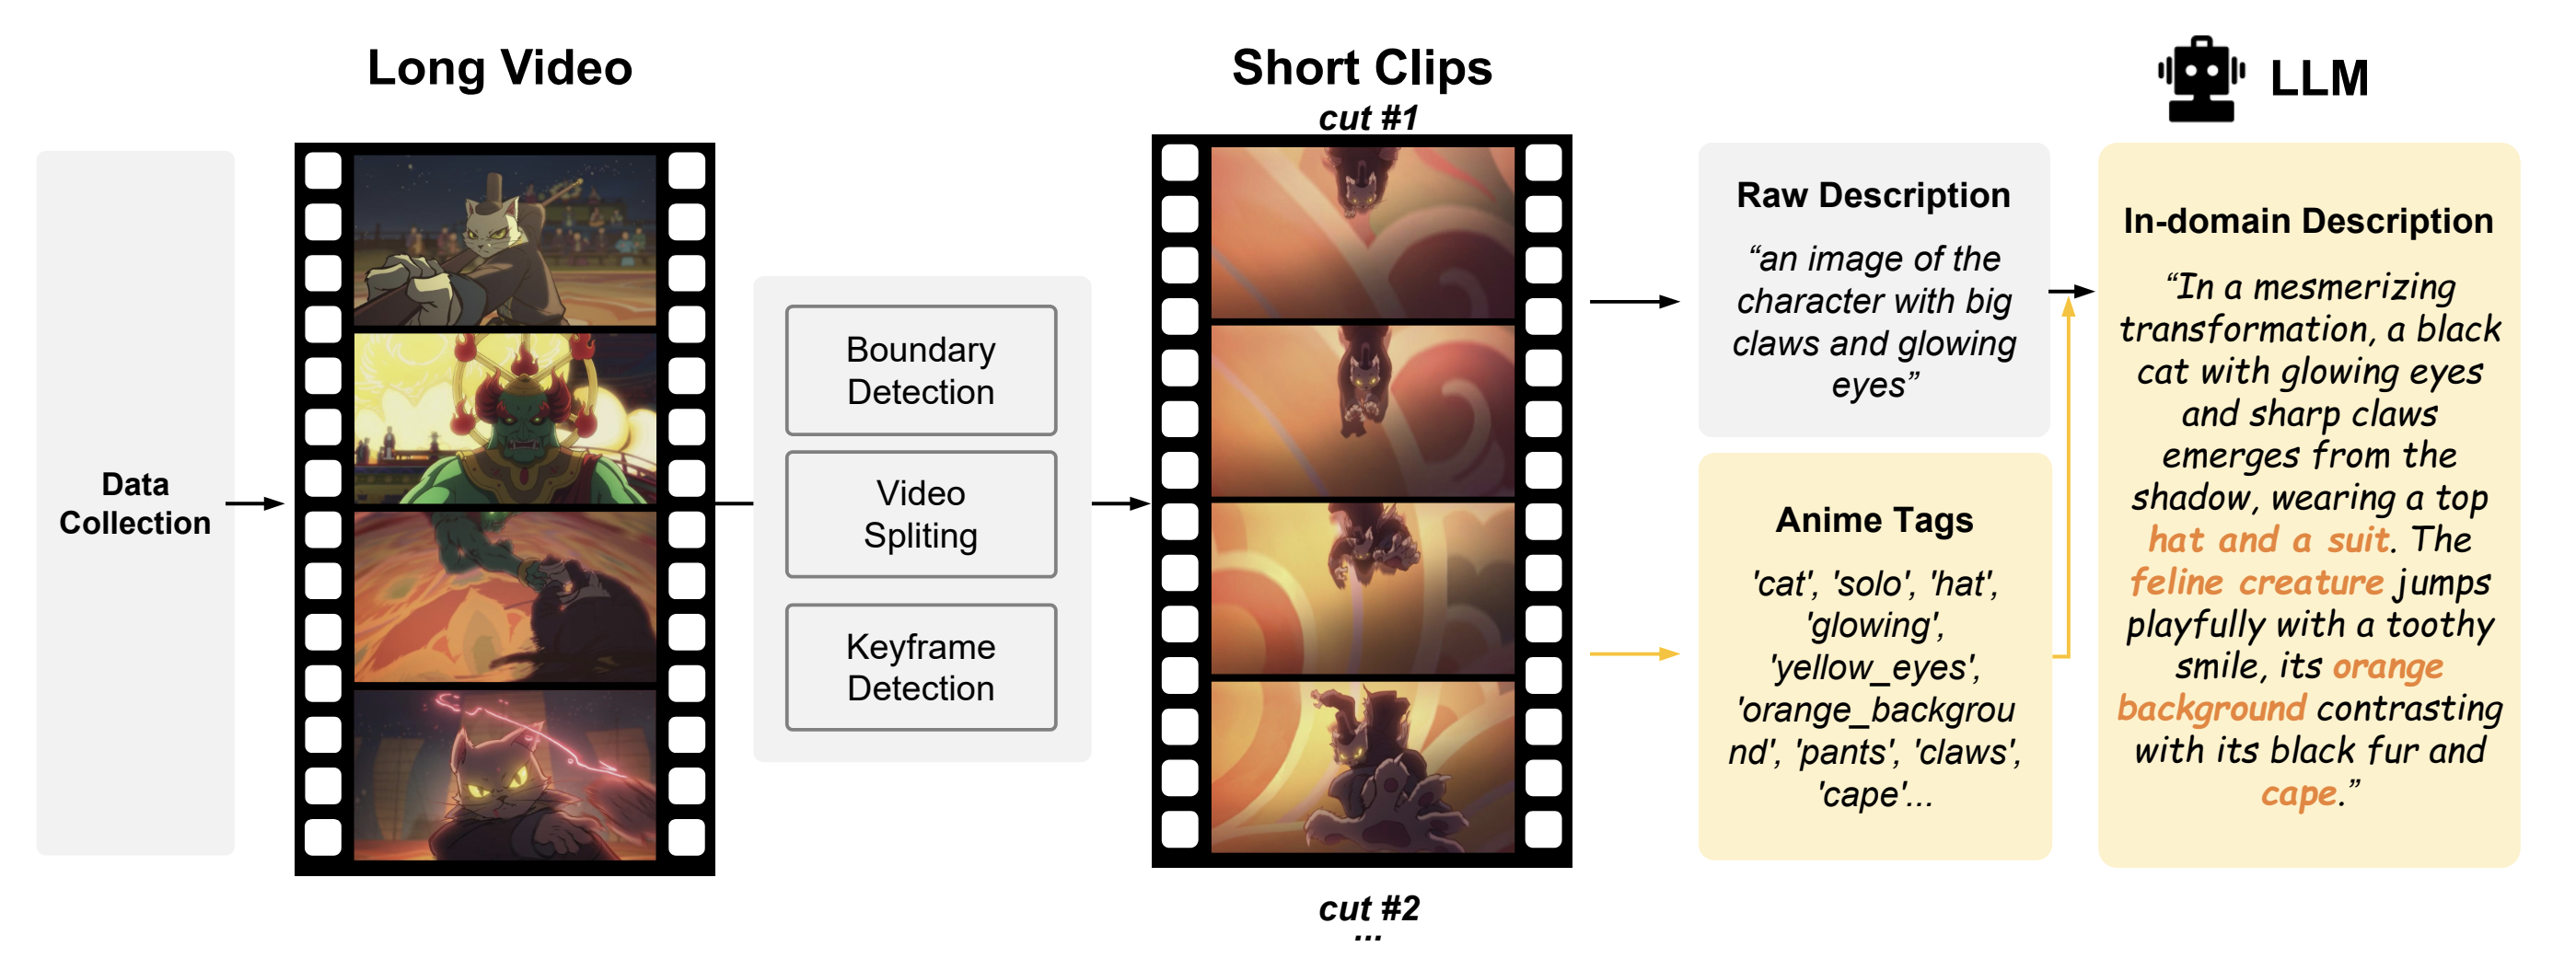 Long Video
Short Clips
cut #1
LLM
Data
Collection
Boundary
Detection
Video
Spliting
Keyframe
Detection
Raw Description
“an image of the
character with big
claws and glowing
eyes”
Anime Tags
'cat', 'solo', 'hat',
'glowing',
'yellow_eyes',
'orange_backgrou
nd', 'pants', 'claws',
'cape'...
In-domain Description
“In a mesmerizing
transformation, a black
cat with glowing eyes
and sharp claws
emerges from the
shadow, wearing a top
hat and a suit. The
feline creature jumps
playfully with a toothy
smile, its orange
background contrasting
with its black fur and
cape.”
cut #2
...